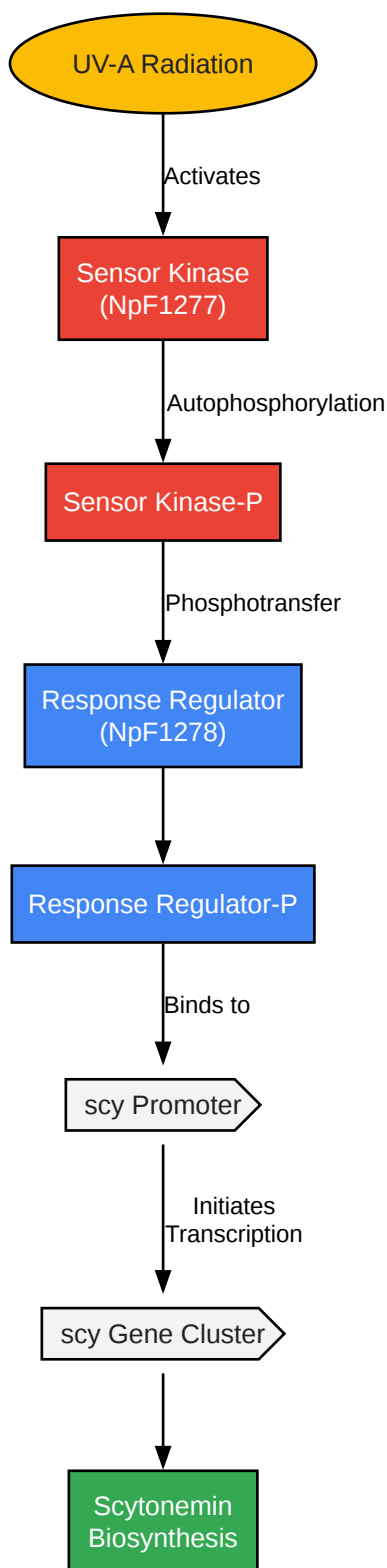 UV-A Radiation
Activates
Sensor Kinase
(NpF1277)
Autophosphorylation
Sensor Kinase-P
Phosphotransfer
Response Regulator
(NpF1278)
Response Regulator-P
Binds to
scy Promoter
Initiates
Transcription
scy Gene Cluster
Scytonemin
Biosynthesis